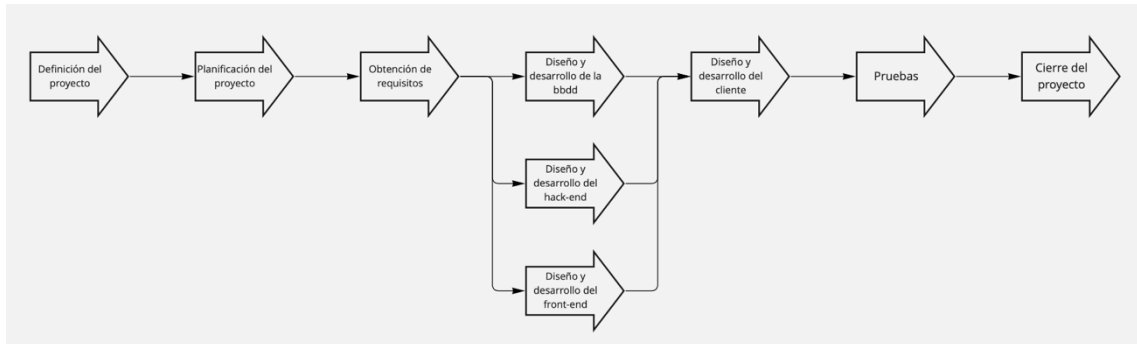 Definición del
proyecto
Planificación del
proyecto
Obtención de
requisitos
Diseño y
desarrollo de la
bbdd
Diseño y
desarrollo del
hack-end
Diseño y
desarrollo del
front-end
Diseño y
desarrollo del
cliente
Pruebas
Cierre del
proyecto